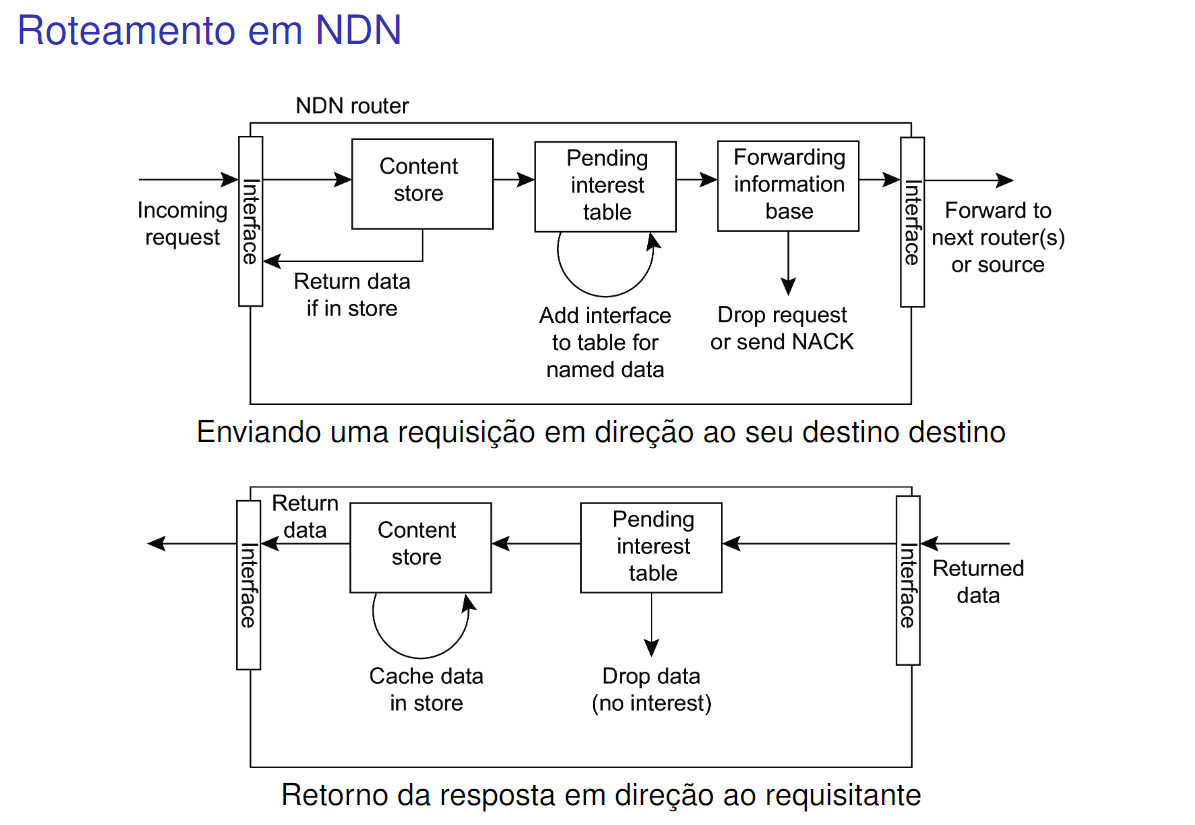 Roteamento em NDN
NDN router
Incoming
request
Interface
Content
store
Return data
if in store
Pending
interest
table
Add interface
to table for
named data
Forwarding
information
base
Drop request
or send NACK
Interface
Forward to
next router(s)
or source
Enviando uma requisição em direção ao seu destino destino
Interface
Return
data
Content
store
Cache data
in store
Pending
interest
table
Drop data
(no interest)
Interface
Returned
data
Retorno da resposta em direção ao requisitante